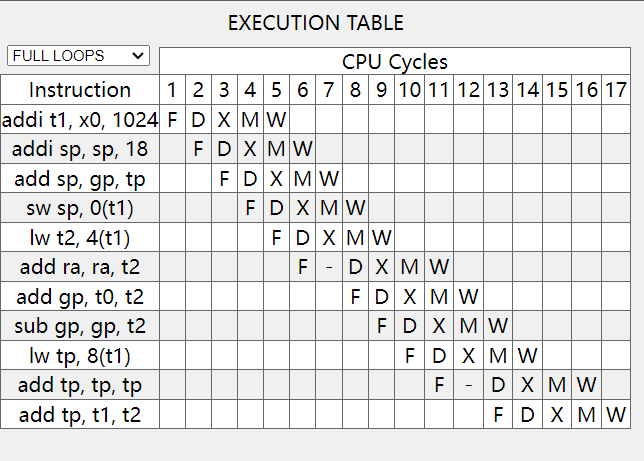 EXECUTION TABLE
FULL LOOPS
CPU Cycles
Instruction 1 2 3 4 5 6 7 8 9 10 11 12 13 14 15 16 17
addi t1, x0, 1024 F D X M W
addi sp, sp, 18 F D X M W
add sp, gp, tp F D X M W
sw sp, 0(t1) F D X M W
lw t2, 4(t1) F D X M W
add ra, ra, t2 F - D X M W
add gp, t0, t2 F D X M W
sub gp, gp, t2 F D X M W
lw tp, 8(t1) F D X M W
add tp, tp, tp F - D X M W
add tp, t1, t2 F D X M W